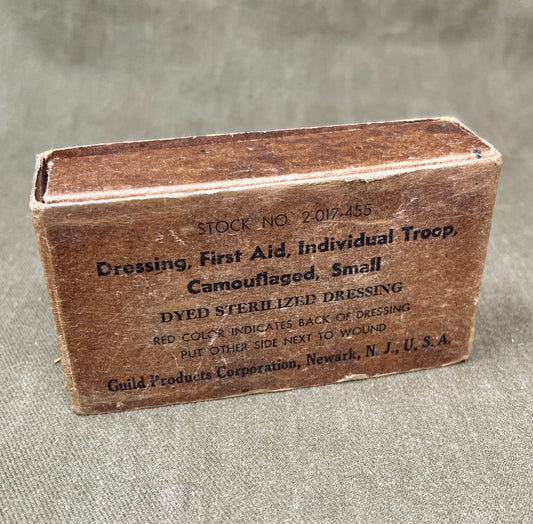 STOCK NO. 2-017-455
Dressing, First Aid, Individual Troop,
Camouflaged, Small
DYED STERILIZED DRESSING
RED COLOR INDICATES BACK OF DRESSING
PUT OTHER SIDE NEXT TO WOUND
Guild Products Corporation, Newark, N. J., U. S. A.